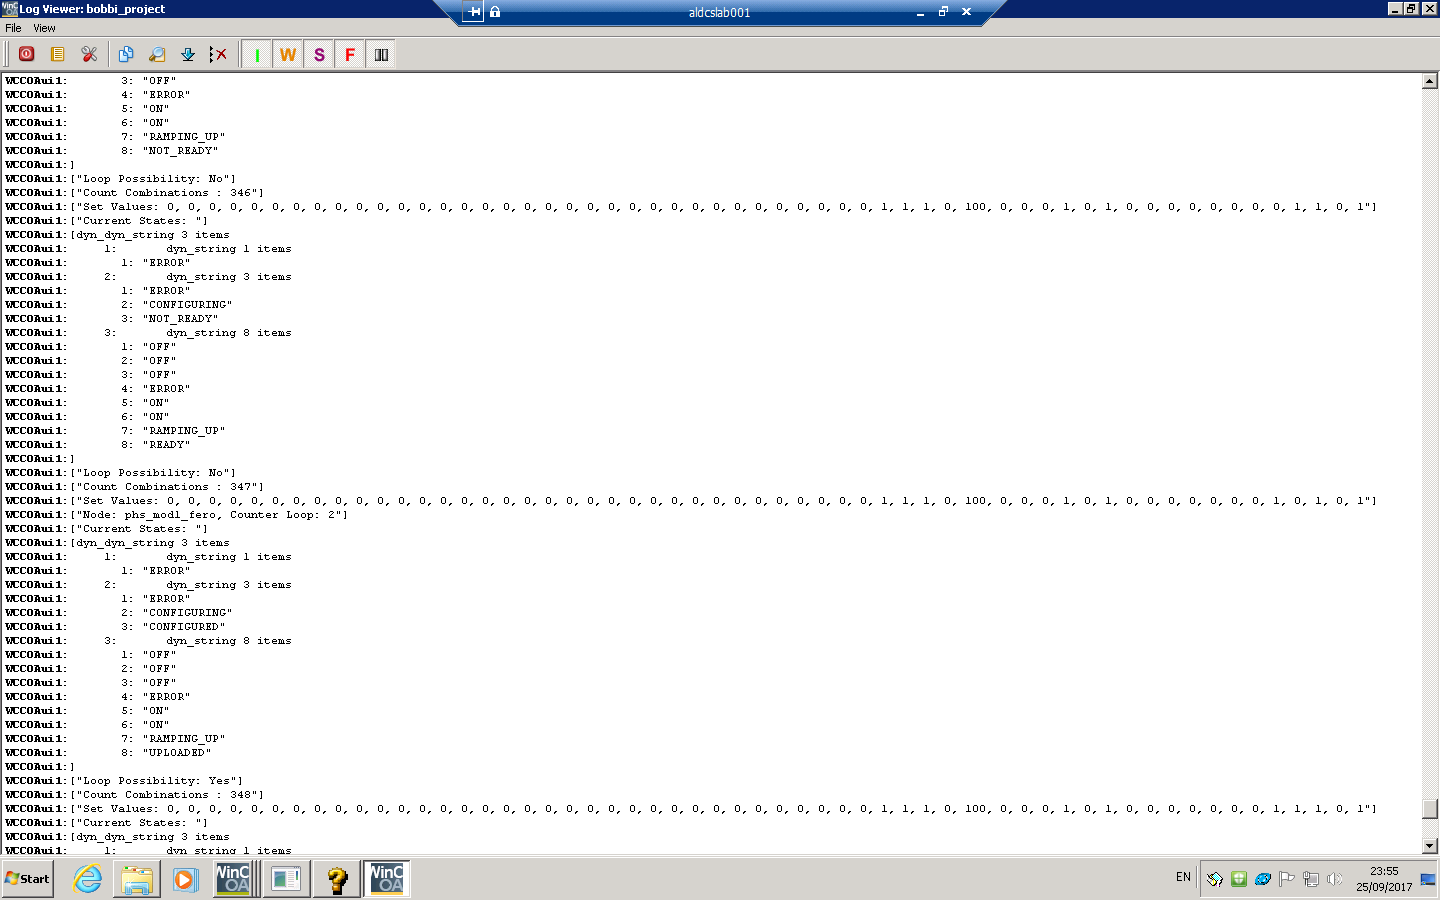 Log Viewer: bobbi_project
aldcslab001
File View
I W S F
WCCOAui1: 3: "OFF"
WCCOAui1: 4: "ERROR"
WCCOAui1: 5: "ON"
WCCOAui1: 6: "ON"
WCCOAui1: 7: "RAMPING_UP"
WCCOAui1: 8: "NOT_READY"
WCCOAui1:]
WCCOAui1:["Loop Possibility: No"]
WCCOAui1:["Count Combinations : 346"]
WCCOAui1:["Set Values: 0, 0, 0, 0, 0, 0, 0, 0, 0, 0, 0, 0, 0, 0, 0, 0, 0, 0, 0, 0, 0, 0, 0, 0, 0, 0, 0, 0, 0, 0, 0, 0, 0, 0, 1, 1, 1, 0, 100, 0, 0, 0, 1, 0, 1, 0, 0, 0, 0, 0, 0, 0, 0, 1, 1, 0, 1"]
WCCOAui1:["Current States: "]
WCCOAui1:[dyn_dyn_string 3 items
WCCOAui1: 1: dyn_string 1 items
WCCOAui1: 1: "ERROR"
WCCOAui1: 2: dyn_string 3 items
WCCOAui1: 1: "ERROR"
WCCOAui1: 2: "CONFIGURING"
WCCOAui1: 3: "NOT_READY"
WCCOAui1: 3: dyn_string 8 items
WCCOAui1: 1: "OFF"
WCCOAui1: 2: "OFF"
WCCOAui1: 3: "OFF"
WCCOAui1: 4: "ERROR"
WCCOAui1: 5: "ON"
WCCOAui1: 6: "ON"
WCCOAui1: 7: "RAMPING_UP"
WCCOAui1: 8: "READY"
WCCOAui1:]
WCCOAui1:["Loop Possibility: No"]
WCCOAui1:["Count Combinations : 347"]
WCCOAui1:["Set Values: 0, 0, 0, 0, 0, 0, 0, 0, 0, 0, 0, 0, 0, 0, 0, 0, 0, 0, 0, 0, 0, 0, 0, 0, 0, 0, 0, 0, 0, 0, 0, 0, 0, 0, 1, 1, 1, 0, 100, 0, 0, 0, 1, 0, 1, 0, 0, 0, 0, 0, 0, 0, 1, 0, 1, 0, 1"]
WCCOAui1:["Node: phs_mod1_fero, Counter Loop: 2"]
WCCOAui1:["Current States: "]
WCCOAui1:[dyn_dyn_string 3 items
WCCOAui1: 1: dyn_string 1 items
WCCOAui1: 1: "ERROR"
WCCOAui1: 2: dyn_string 3 items
WCCOAui1: 1: "ERROR"
WCCOAui1: 2: "CONFIGURING"
WCCOAui1: 3: "CONFIGURED"
WCCOAui1: 3: dyn_string 8 items
WCCOAui1: 1: "OFF"
WCCOAui1: 2: "OFF"
WCCOAui1: 3: "OFF"
WCCOAui1: 4: "ERROR"
WCCOAui1: 5: "ON"
WCCOAui1: 6: "ON"
WCCOAui1: 7: "RAMPING_UP"
WCCOAui1: 8: "UPLOADED"
WCCOAui1:]
WCCOAui1:["Loop Possibility: Yes"]
WCCOAui1:["Count Combinations : 348"]
WCCOAui1:["Set Values: 0, 0, 0, 0, 0, 0, 0, 0, 0, 0, 0, 0, 0, 0, 0, 0, 0, 0, 0, 0, 0, 0, 0, 0, 0, 0, 0, 0, 0, 0, 0, 0, 0, 0, 1, 1, 1, 0, 100, 0, 0, 0, 1, 0, 1, 0, 0, 0, 0, 0, 0, 0, 1, 1, 1, 0, 1"]
WCCOAui1:["Current States: "]
WCCOAui1:[dyn_dyn_string 3 items
WCCOAui1: 1: dyn_string 1 items
Start
WinC OA
WinC OA
EN
23:55
25/09/2017